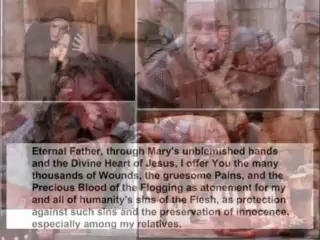 Eternal Father, through Mary's unblemished hands
and the Divine Heart of Jesus, I offer You the many
thousands of Wounds, the gruesome Pains, and the
Precious Blood of the Flogging as atonement for my
and all of humanity's sins of the Flesh, as protection
against such sins and the preservation of innocence,
especially among my relatives.